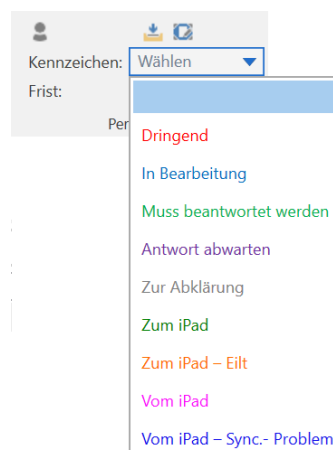 Kennzeichen: Wählen
Frist:
Per
Dringend
In Bearbeitung
Muss beantwortet werden
Antwort abwarten
Zur Abklärung
Zum iPad
Zum iPad – Eilt
Vom iPad
Vom iPad – Sync.- Problem